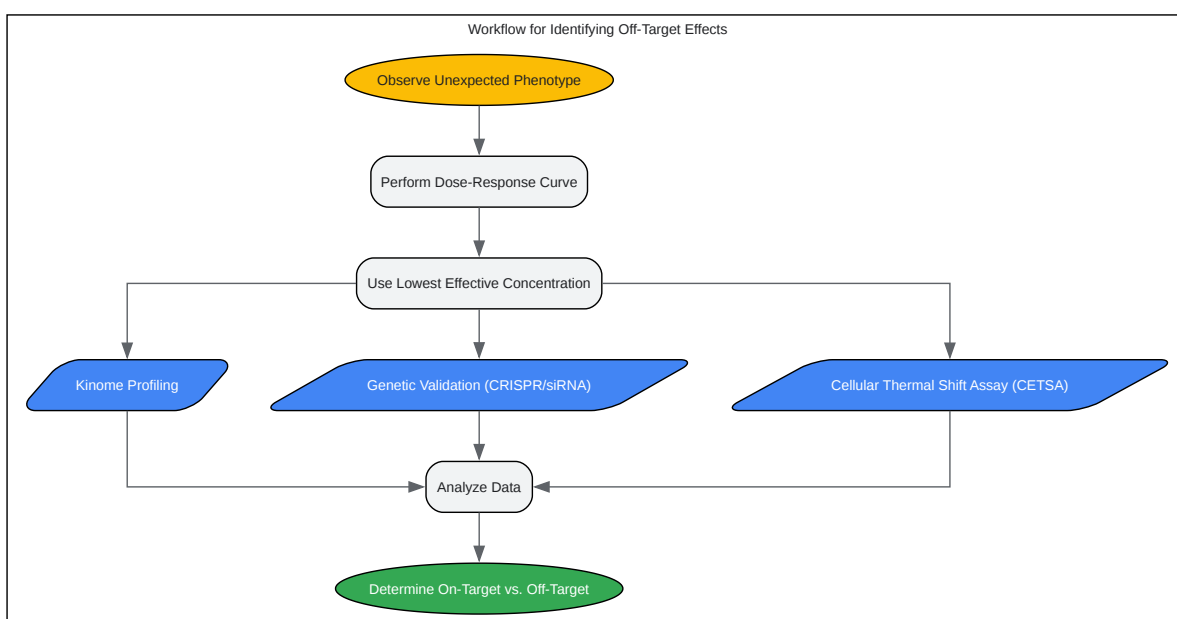 Workflow for Identifying Off-Target Effects
Observe Unexpected Phenotype
Perform Dose-Response Curve
Use Lowest Effective Concentration
Kinome Profiling
Genetic Validation (CRISPR/siRNA)
Cellular Thermal Shift Assay (CETSA)
Analyze Data
Determine On-Target vs. Off-Target